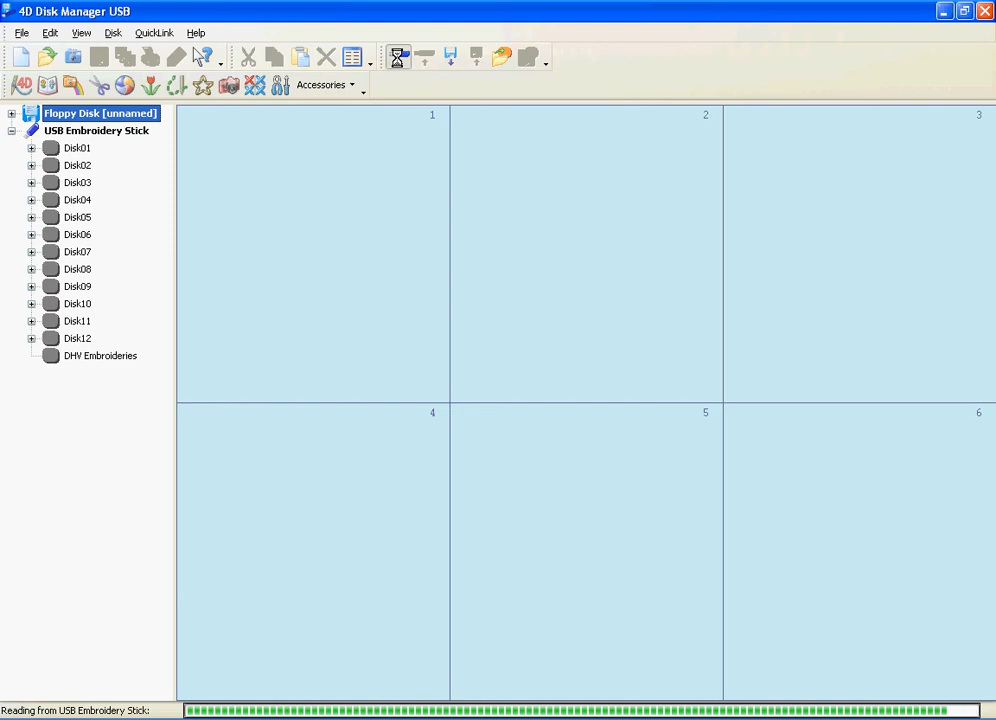 4D Disk Manager USB
File Edit View Disk QuickLink Help
4D Accessories
Floppy Disk [unnamed]
USB Embroidery Stick
Disk01
Disk02
Disk03
Disk04
Disk05
Disk06
Disk07
Disk08
Disk09
Disk10
Disk11
Disk12
DHV Embroideries
1 2 3
4 5 6
Reading from USB Embroidery Stick: